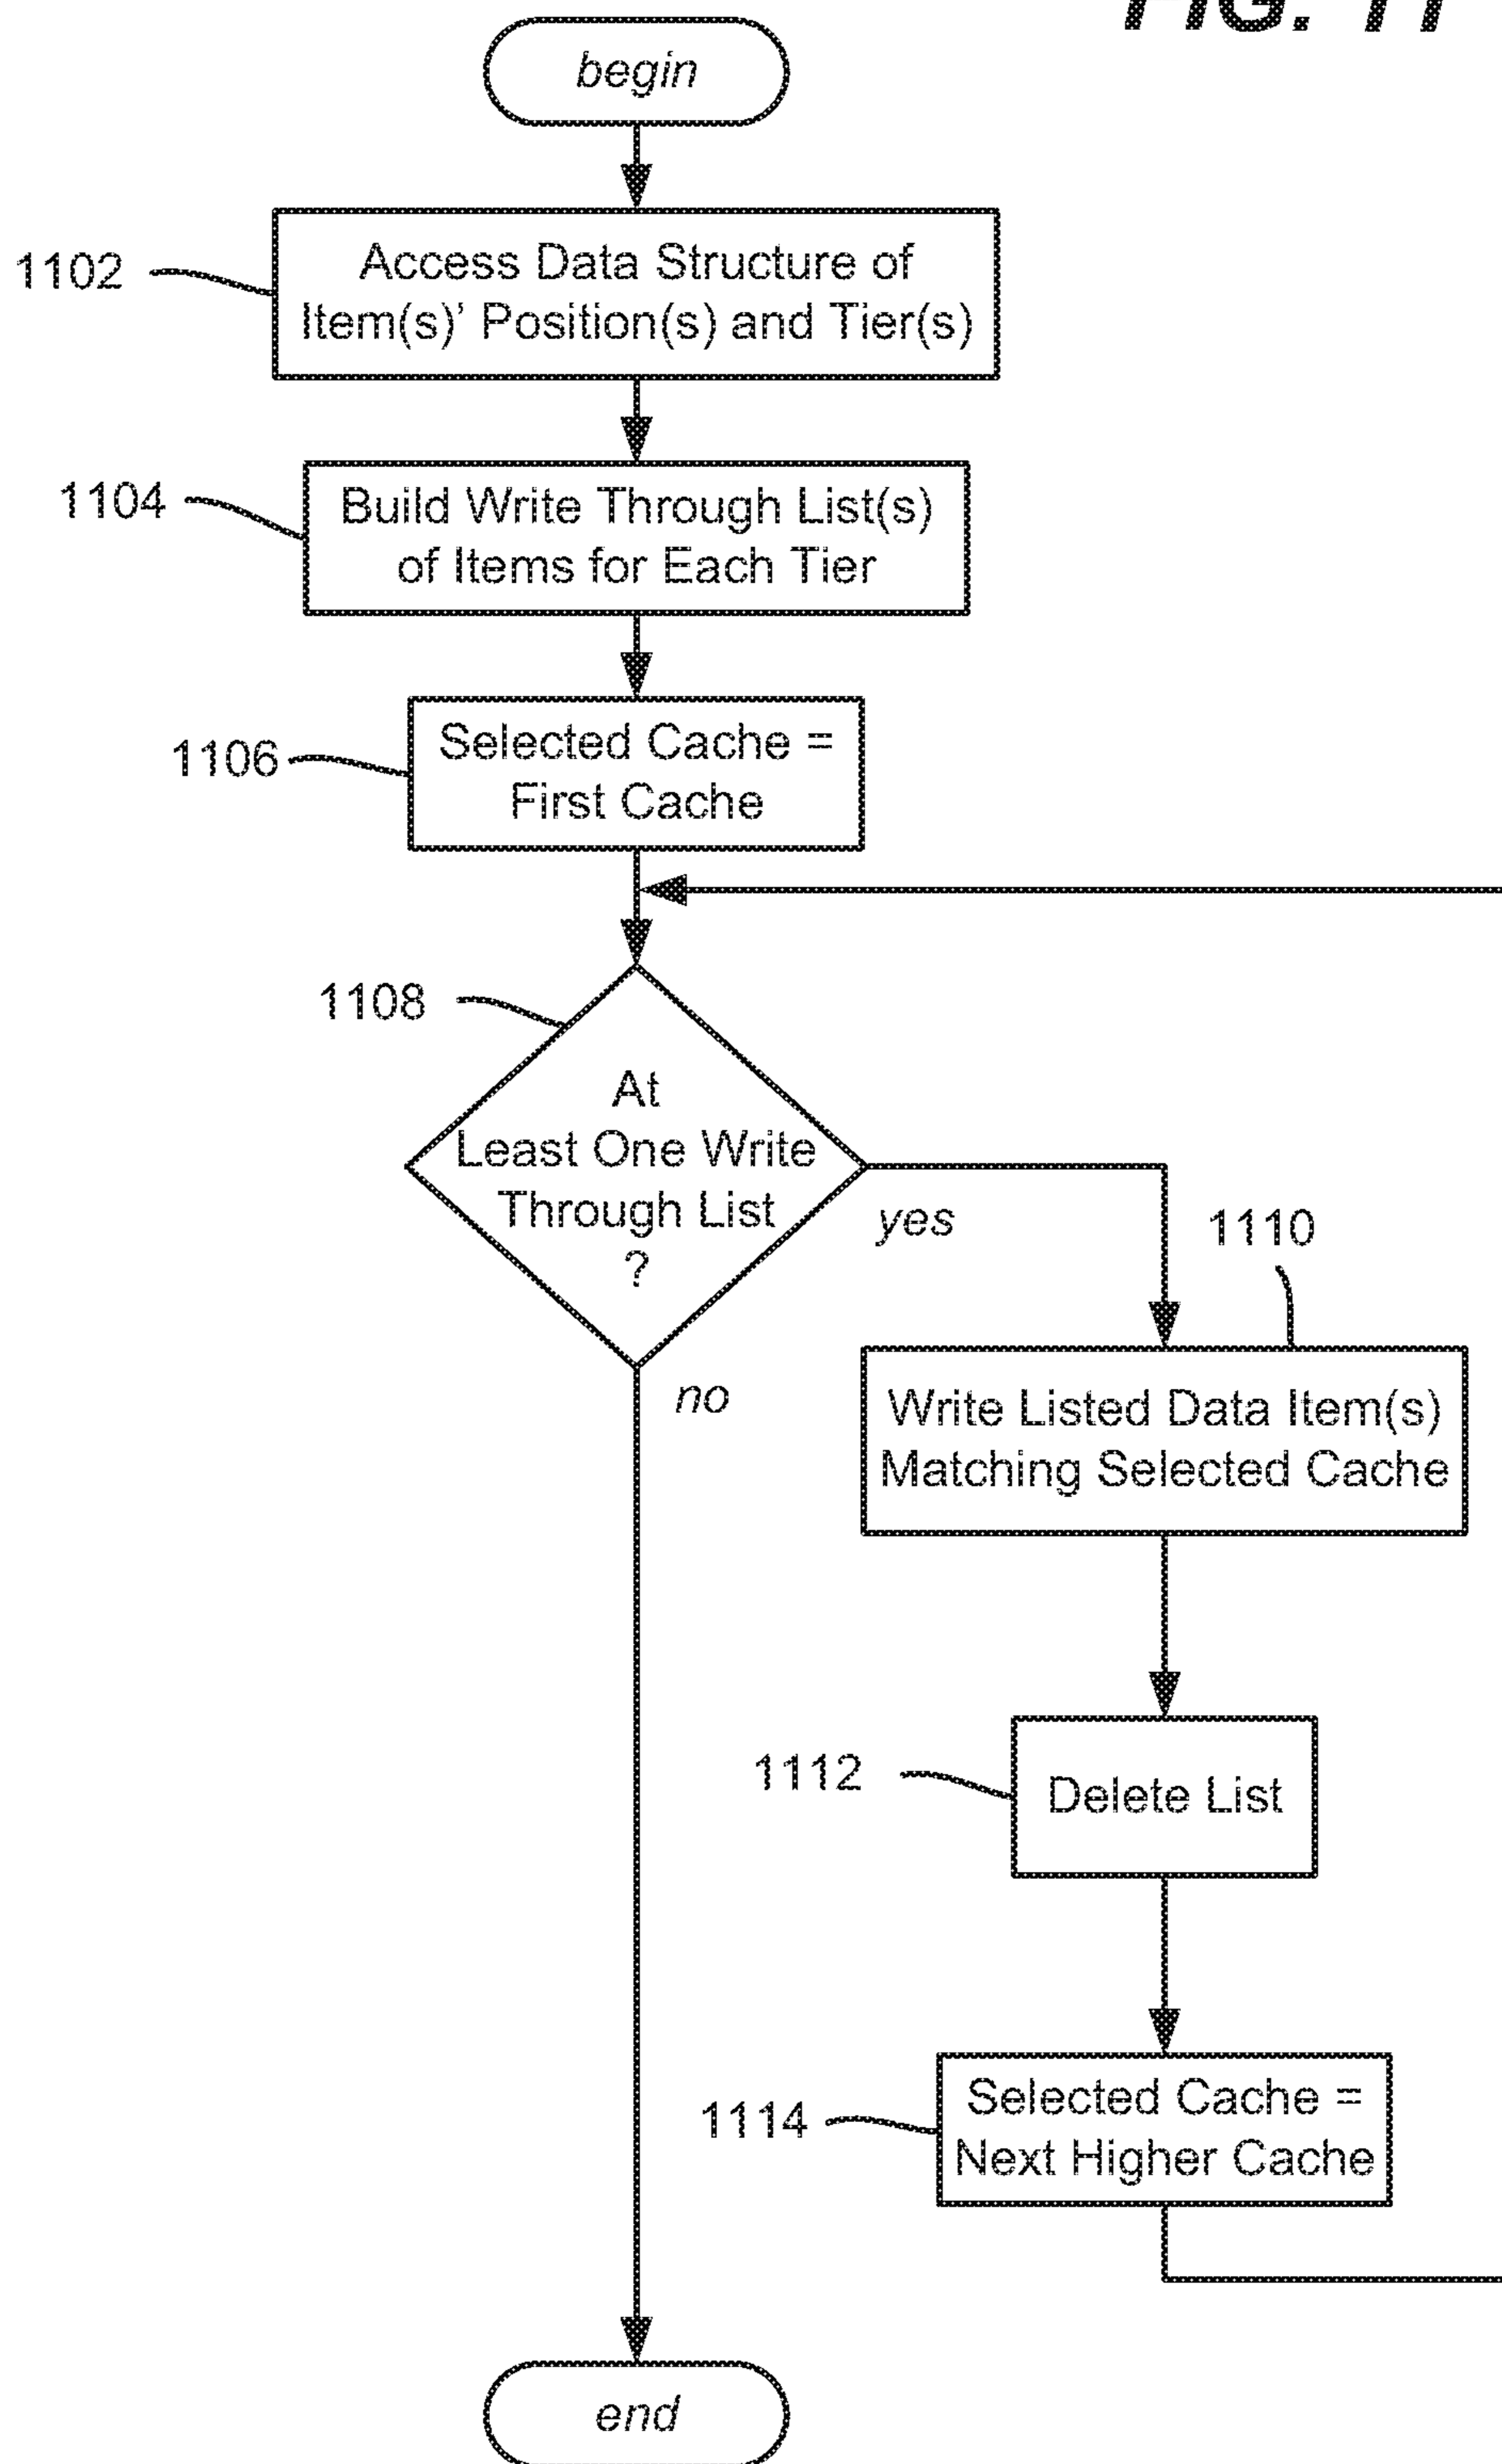 FIG. 11
begin
1102
Access Data Structure of
Item(s)' Position(s) and Tier(s)
1104
Build Write Through List(s)
of Items for Each Tier
1106
Selected Cache =
First Cache
1108
At
Least One Write
Through List
?
yes
no
1110
Write Listed Data Item(s)
Matching Selected Cache
1112
Delete List
1114
Selected Cache =
Next Higher Cache
end